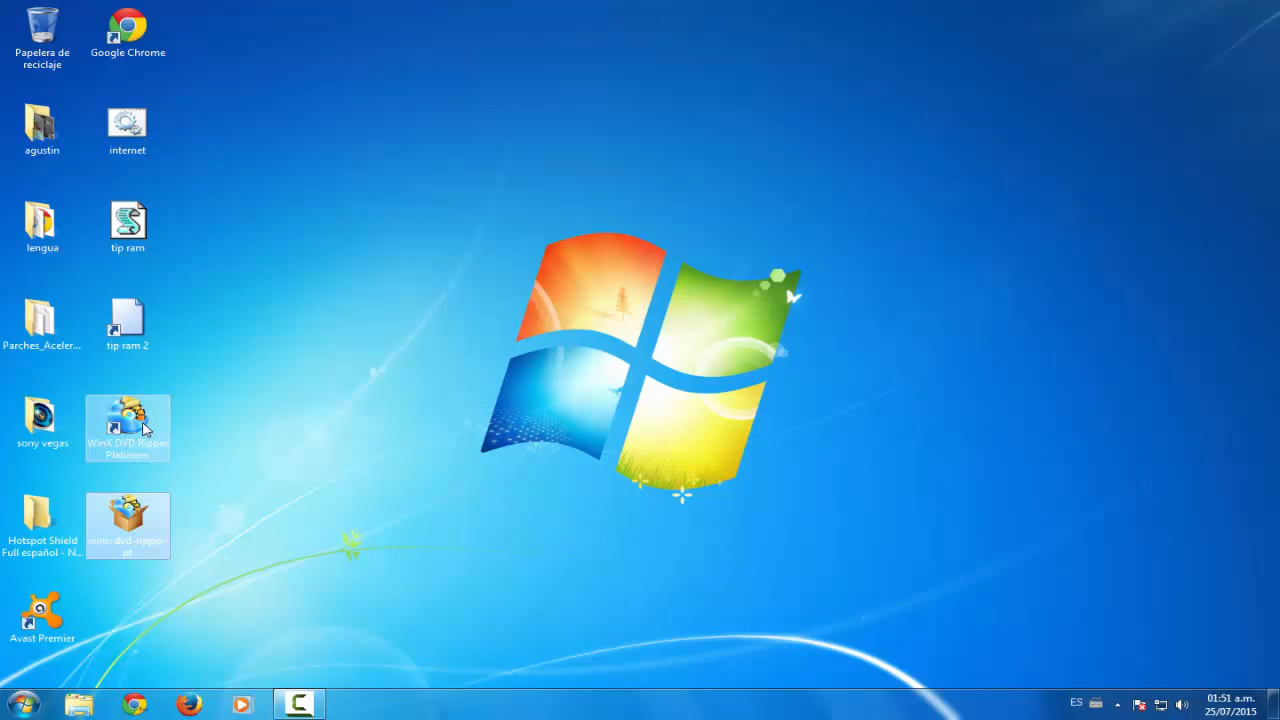 Papelera de
reciclaje
Google Chrome
agustin
internet
lengua
tip ram
Parches_Aceler...
tip ram 2
sony vegas
WinX DVD Ripper
Platinum
Hotspot Shield
Full español - N...
winx-dvd-ripper-
pt
Avast Premier
ES
01:51 a.m.
25/07/2015